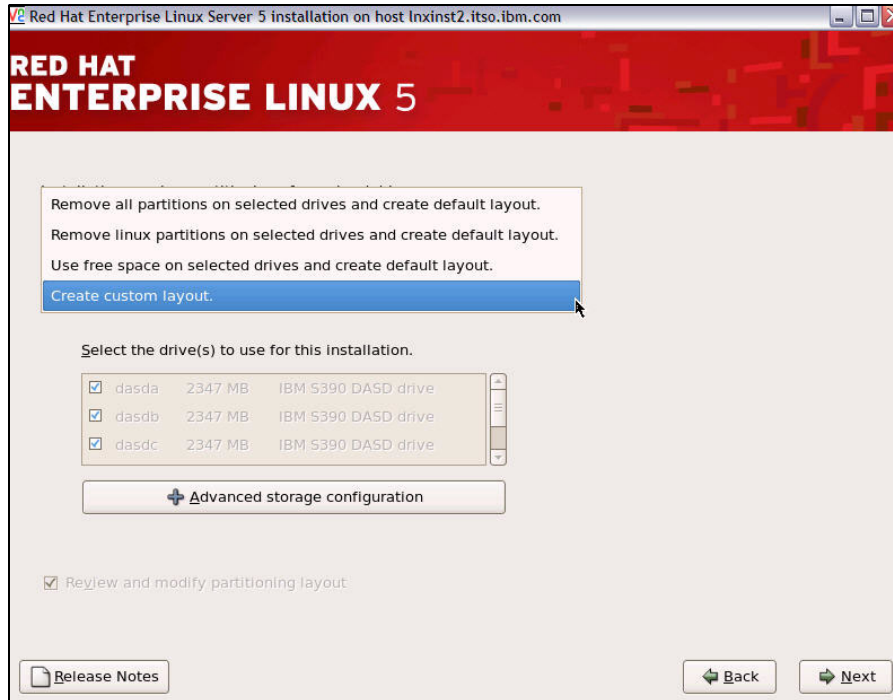 Red Hat Enterprise Linux Server 5 installation on host lnxinst2.itso.ibm.com
RED HAT
ENTERPRISE LINUX 5
Remove all partitions on selected drives and create default layout.
Remove linux partitions on selected drives and create default layout.
Use free space on selected drives and create default layout.
Create custom layout.
Select the drive(s) to use for this installation.
dasda 2347 MB IBM S390 DASD drive
dasdb 2347 MB IBM S390 DASD drive
dasdc 2347 MB IBM S390 DASD drive
Advanced storage configuration
Review and modify partitioning layout
Release Notes
Back
Next